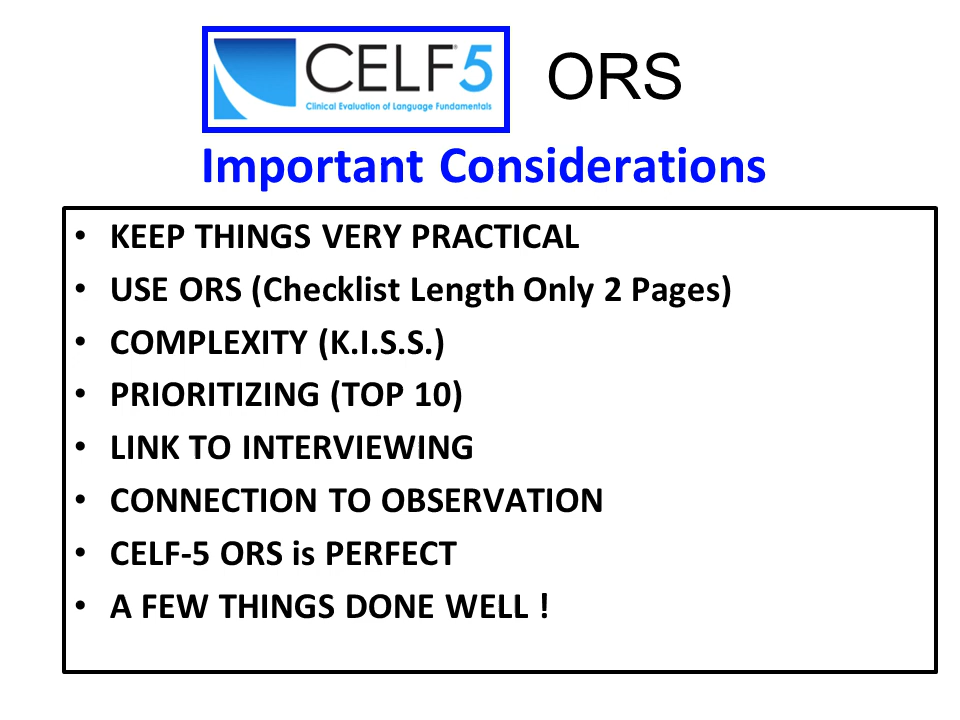 CELF5 ORS
Clinical Evaluation of Language Fundamentals
Important Considerations
• KEEP THINGS VERY PRACTICAL
• USE ORS (Checklist Length Only 2 Pages)
• COMPLEXITY (K.I.S.S.)
• PRIORITIZING (TOP 10)
• LINK TO INTERVIEWING
• CONNECTION TO OBSERVATION
• CELF-5 ORS is PERFECT
• A FEW THINGS DONE WELL !